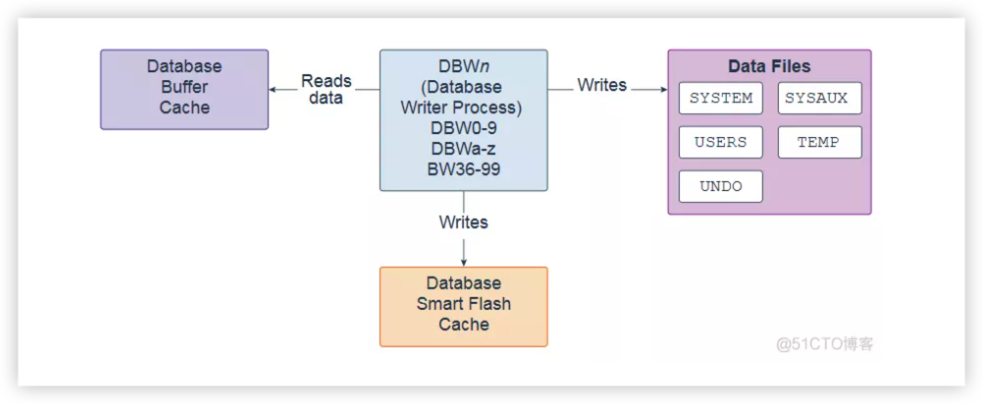 Database
Buffer
Cache
Reads
data
DBWn
(Database
Writer Process)
DBW0-9
DBWa-z
BW36-99
Writes
Data Files
SYSTEM
SYSAUX
USERS
TEMP
UNDO
Writes
Database
Smart Flash
Cache
@51CTO博客